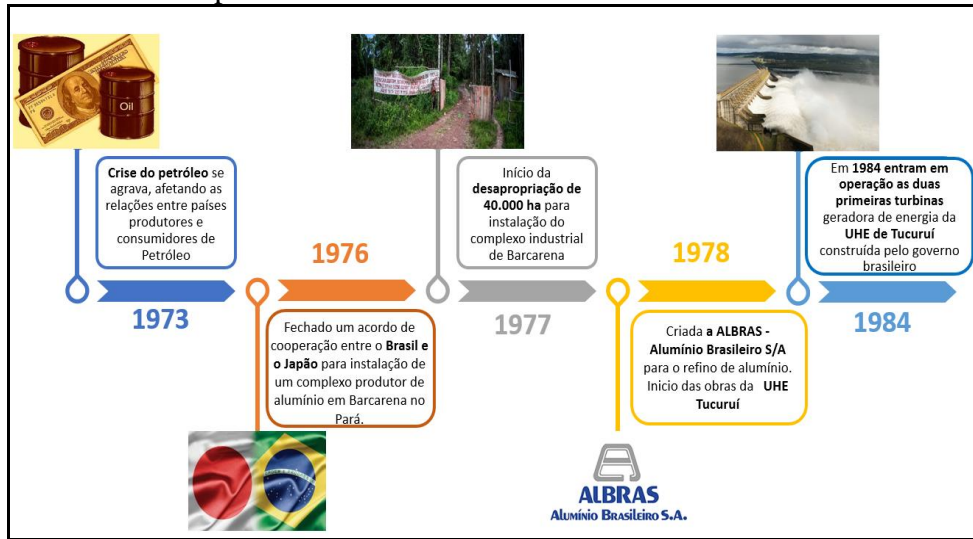 Oil
Crise do petróleo se
agrava, afetando as
relações entre países
produtores e
consumidores de
Petróleo
1973
1976
Fechado um acordo de
cooperação entre o Brasil e
o Japão para instalação de
um complexo produtor de
alumínio em Barcarena no
Pará.
Início da
desapropriação de
40.000 ha para
instalação do
complexo industrial
de Barcarena
1977
1978
Criada a ALBRAS -
Alumínio Brasileiro S/A
para o refino de alumínio.
Inicio das obras da UHE
Tucuruí
ALBRAS
ALUMÍNIO BRASILEIRO S.A.
Em 1984 entram em
operação as duas
primeiras turbinas
geradora de energia da
UHE de Tucuruí
construída pelo governo
brasileiro
1984